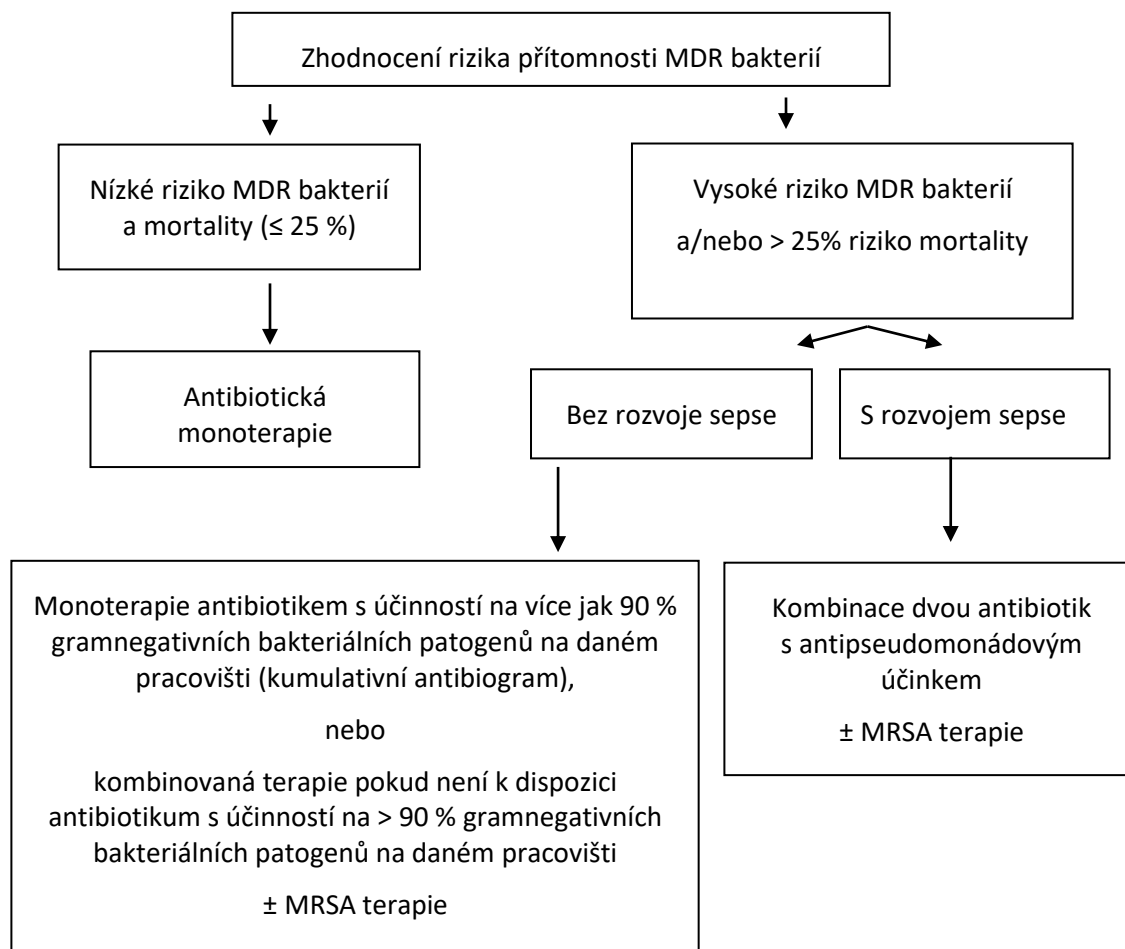 Zhodnocení rizika přítomnosti MDR bakterií
Nízké riziko MDR bakterií
a mortality (≤ 25 %)
Vysoké riziko MDR bakterií
a/nebo > 25% riziko mortality
Antibiotická
monoterapie
Bez rozvoje sepse
S rozvojem sepse
Monoterapie antibiotikem s účinností na více jak 90 %
gramnegativních bakteriálních patogenů na daném
pracovišti (kumulativní antibiogram),
nebo
kombinovaná terapie pokud není k dispozici
antibiotikum s účinností na > 90 % gramnegativních
bakteriálních patogenů na daném pracovišti
± MRSA terapie
Kombinace dvou antibiotik
s antipseudomonádovým
účinkem
± MRSA terapie